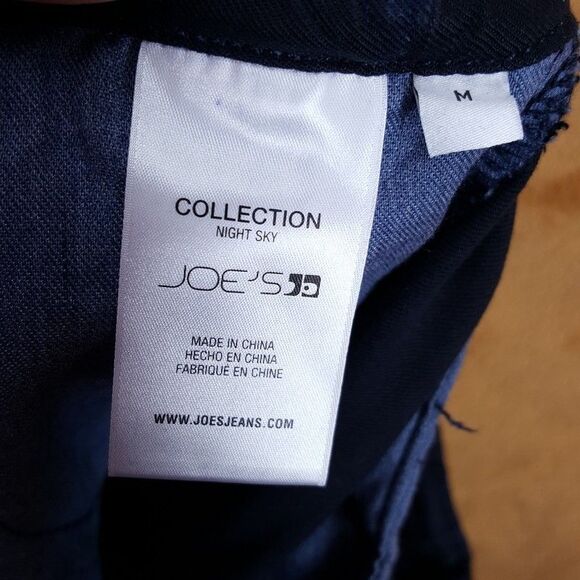 M
COLLECTION
NIGHT SKY
JOE'S
MADE IN CHINA
HECHO EN CHINA
FABRIQUÉ EN CHINE
WWW.JOESJEANS.COM